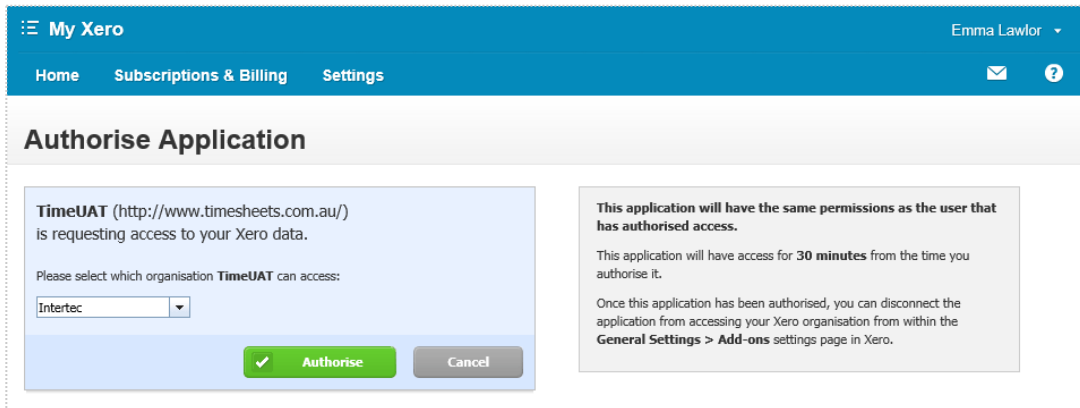 My Xero
Emma Lawlor
Home Subscriptions & Billing Settings
Authorise Application
TimeUAT (http://www.timesheets.com.au/)
is requesting access to your Xero data.
Please select which organisation TimeUAT can access:
Intertec
Authorise Cancel
This application will have the same permissions as the user that
has authorised access.
This application will have access for 30 minutes from the time you
authorise it.
Once this application has been authorised, you can disconnect the
application from accessing your Xero organisation from within the
General Settings > Add-ons settings page in Xero.